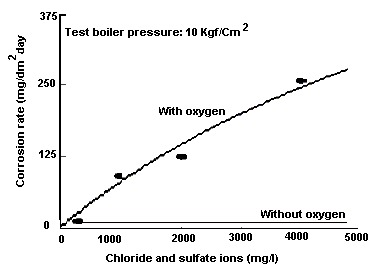 375
Test boiler pressure: 10 Kgf/Cm2
250
With oxygen
125
Without oxygen
0
0 1000 2000 3000 4000 5000
Corrosion rate (mg/dm2 day
Chloride and sulfate ions (mg/l)